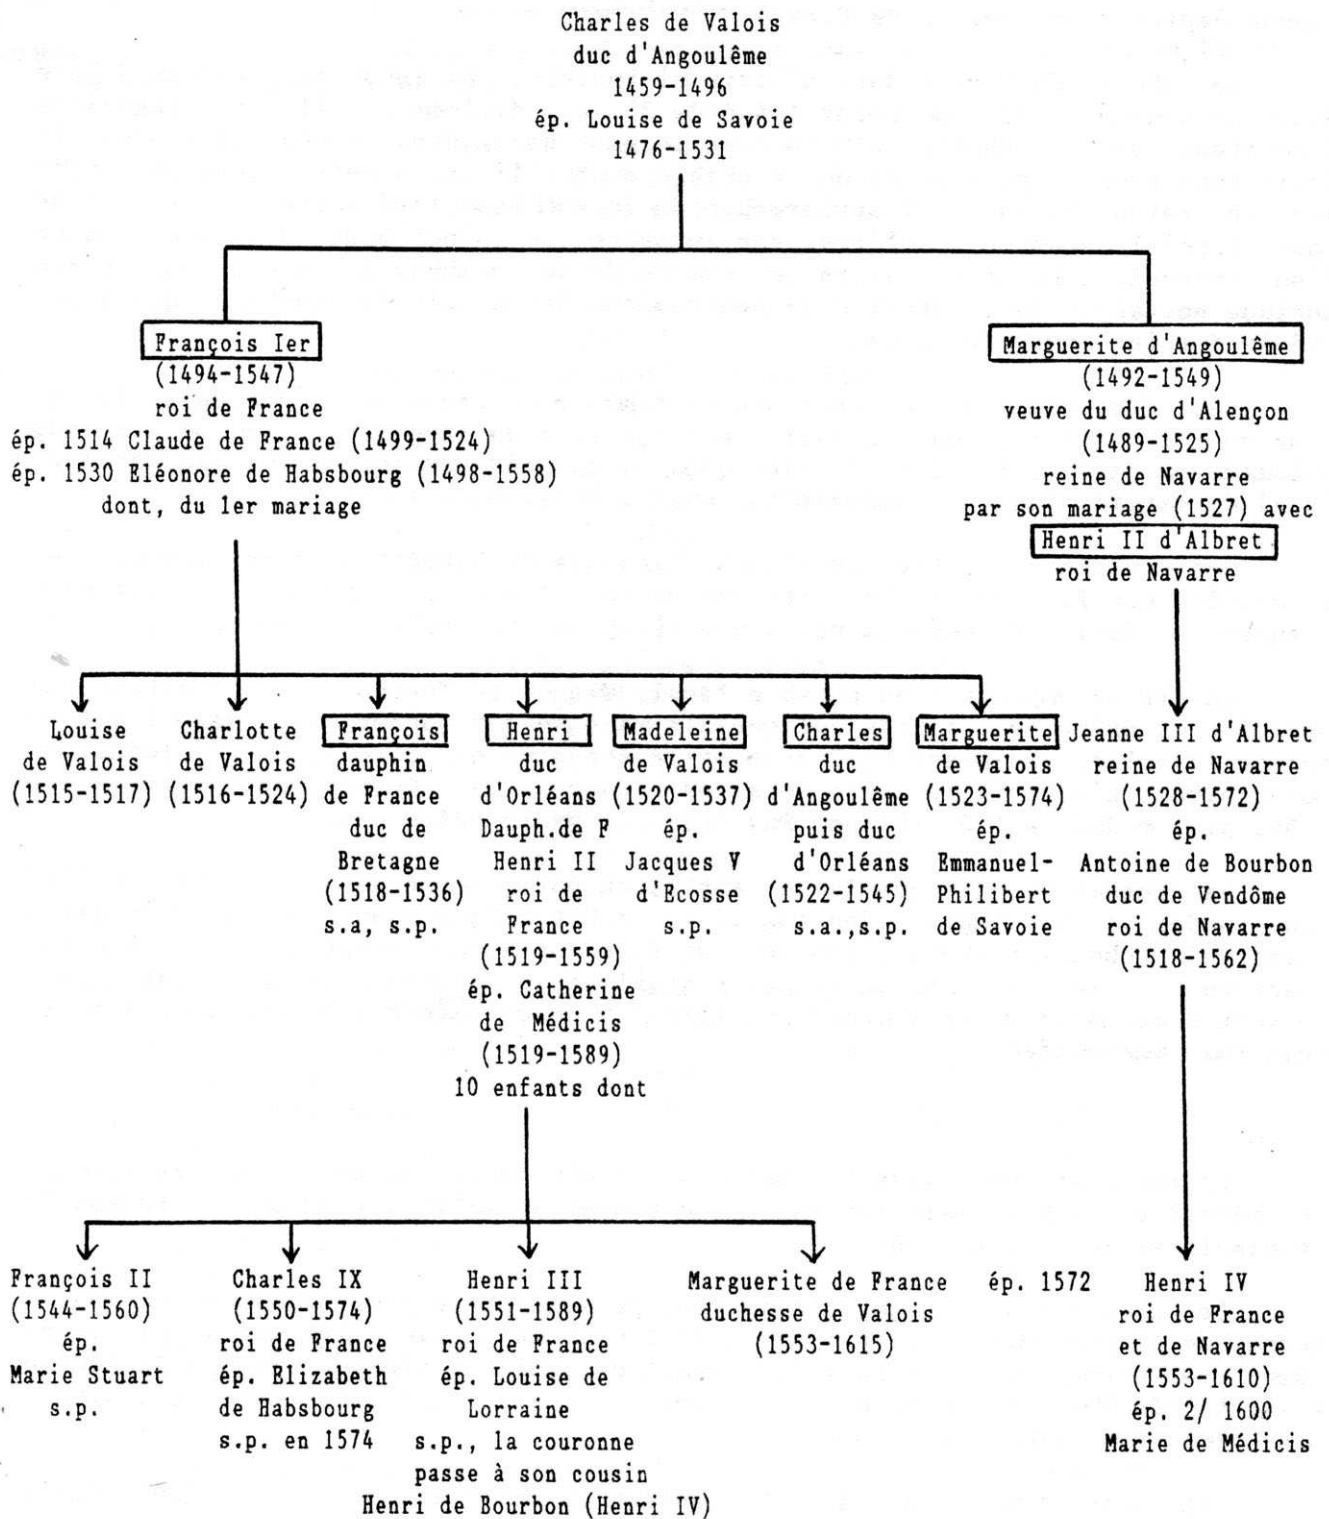 Charles de Valois
duc d'Angoulême
1459-1496
ép. Louise de Savoie
1476-1531
François Ier
(1494-1547)
roi de France
ép. 1514 Claude de France (1499-1524)
ép. 1530 Eléonore de Habsbourg (1498-1558)
dont, du 1er mariage
Marguerite d'Angoulême
(1492-1549)
veuve du duc d'Alençon
(1489-1525)
reine de Navarre
par son mariage (1527) avec
Henri II d'Albret
roi de Navarre
Louise
de Valois
(1515-1517)
Charlotte
de Valois
(1516-1524)
François
dauphin
de France
duc de
Bretagne
(1518-1536)
s.a, s.p.
Henri
duc
d'Orléans
Dauph.de F
Henri II
roi de
France
(1519-1559)
ép. Catherine
de Médicis
(1519-1589)
10 enfants dont
Madeleine
de Valois
(1520-1537)
ép.
Jacques V
d'Ecosse
s.p.
Charles
duc
d'Angoulême
puis duc
d'Orléans
(1522-1545)
s.a.,s.p.
Marguerite
de Valois
(1523-1574)
ép.
Emmanuel-
Philibert
de Savoie
Jeanne III d'Albret
reine de Navarre
(1528-1572)
ép.
Antoine de Bourbon
duc de Vendôme
roi de Navarre
(1518-1562)
François II
(1544-1560)
ép.
Marie Stuart
s.p.
Charles IX
(1550-1574)
roi de France
ép. Elizabeth
de Habsbourg
s.p. en 1574
Henri III
(1551-1589)
roi de France
ép. Louise de
Lorraine
s.p., la couronne
passe à son cousin
Henri de Bourbon (Henri IV)
Marguerite de France
duchesse de Valois
(1553-1615)
ép. 1572
Henri IV
roi de France
et de Navarre
(1553-1610)
ép. 2/ 1600
Marie de Médicis